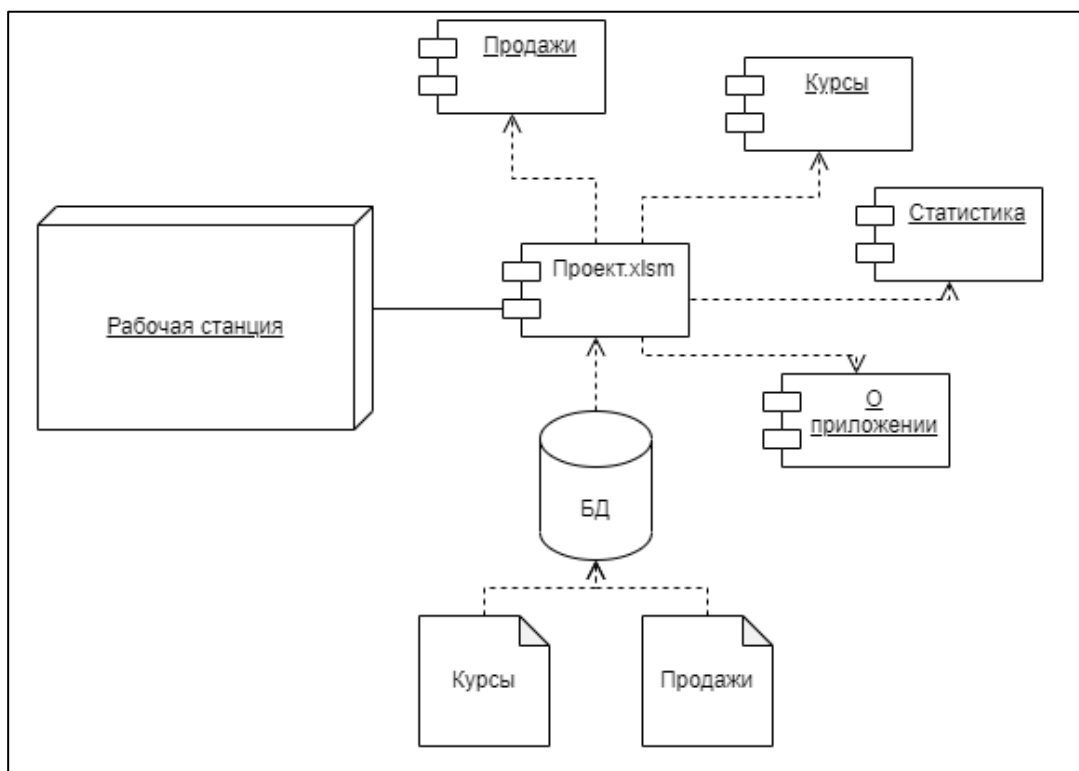 Продажи
Курсы
Статистика
Проект.xlsm
Рабочая станция
О
приложении
БД
Курсы
Продажи